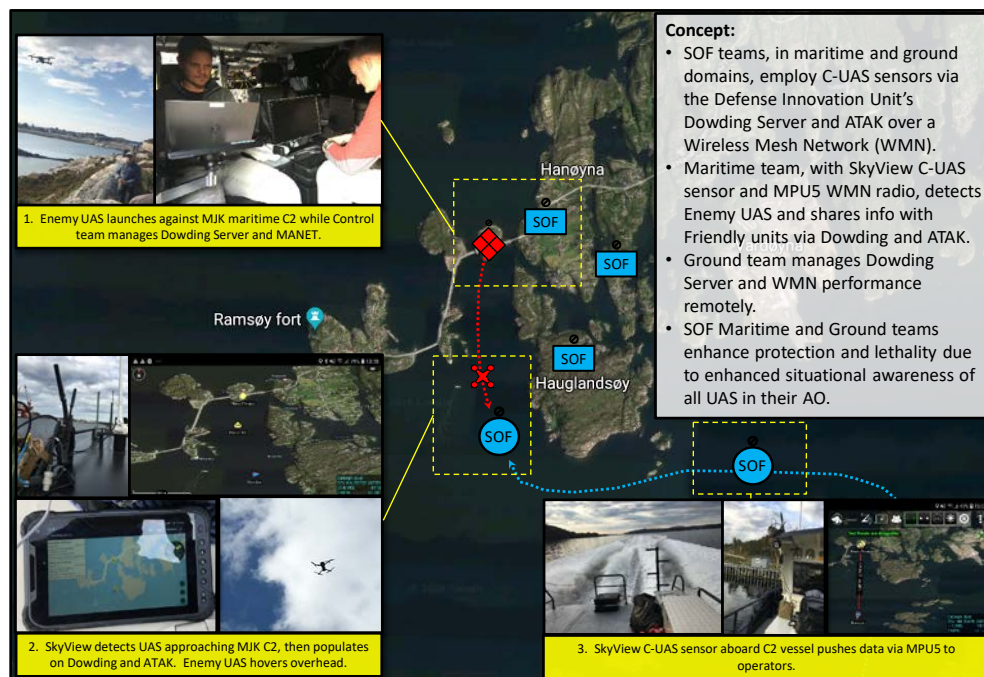 Concept:
• SOF teams, in maritime and ground
domains, employ C-UAS sensors via
the Defense Innovation Unit's
Dowding Server and ATAK over a
Wireless Mesh Network (WMN).
• Maritime team, with SkyView C-UAS
sensor and MPU5 WMN radio, detects
Enemy UAS and shares info with
Friendly units via Dowding and ATAK.
• Ground team manages Dowding
Server and WMN performance
remotely.
• SOF Maritime and Ground teams
enhance protection and lethality due
to enhanced situational awareness of
all UAS in their AO.
1. Enemy UAS launches against MJK maritime C2 while Control
team manages Dowding Server and MANET.
Hanøyna
SOF
SOF
Ramsøy fort
SOF
Hauglandsøy
SOF
SOF
2. SkyView detects UAS approaching MJK C2, then populates
on Dowding and ATAK. Enemy UAS hovers overhead.
3. SkyView C-UAS sensor aboard C2 vessel pushes data via MPU5 to
operators.